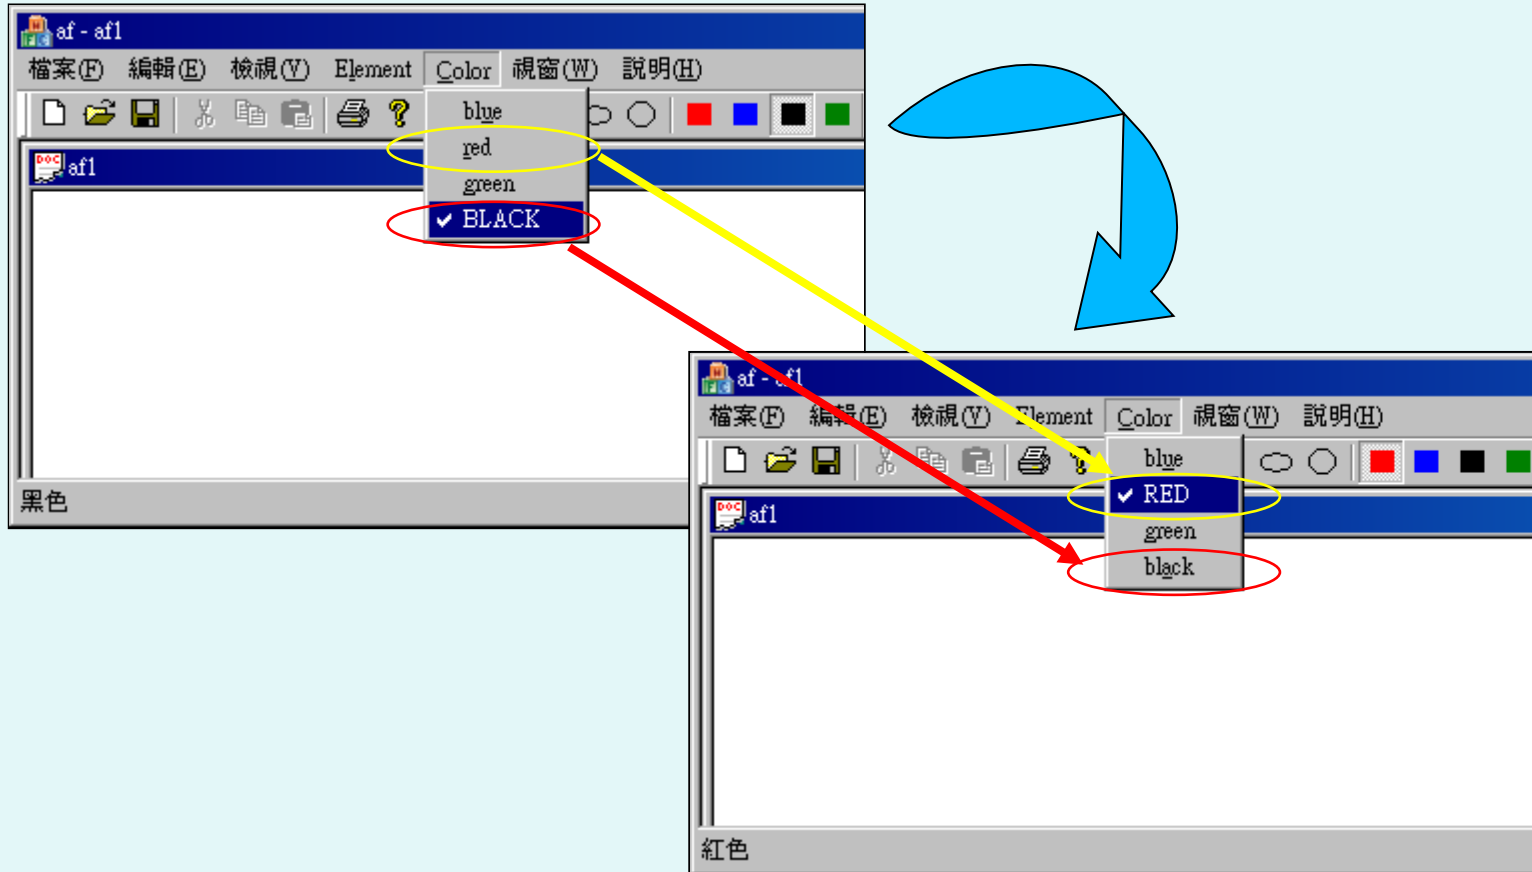 af - af1
檔案(F) 編輯(E) 檢視(V) Element Color 視窗(W) 說明(H)
blue
red
green
BLACK
af1
黑色
af - af1
檔案(F) 編輯(E) 檢視(V) Element Color 視窗(W) 說明(H)
blue
RED
green
black
af1
紅色